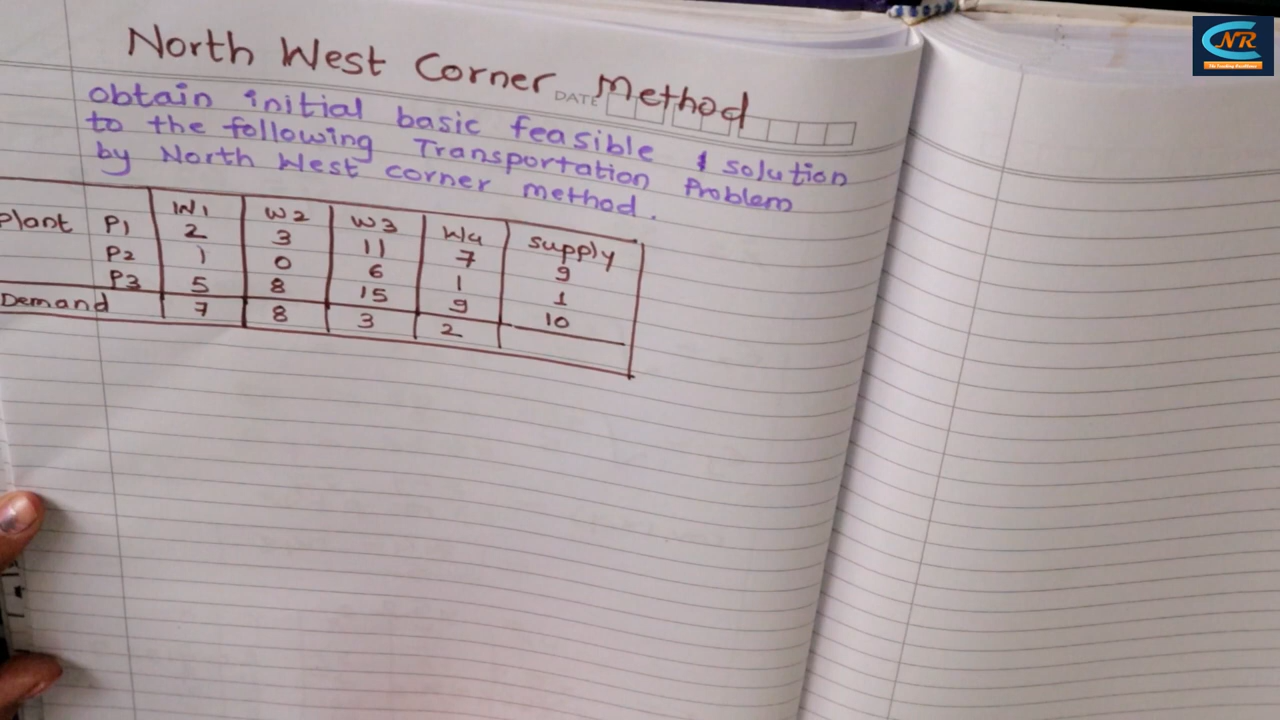 North West Corner Method
DATE
obtain initial basic feasible solution
to the following Transportation Problem
by North West corner method.
W1 W2 W3 W4 supply
Plant P1 2 3 11 7 9
P2 1 0 6 1 1
P3 5 8 15 9 10
Demand 7 8 3 2
NR